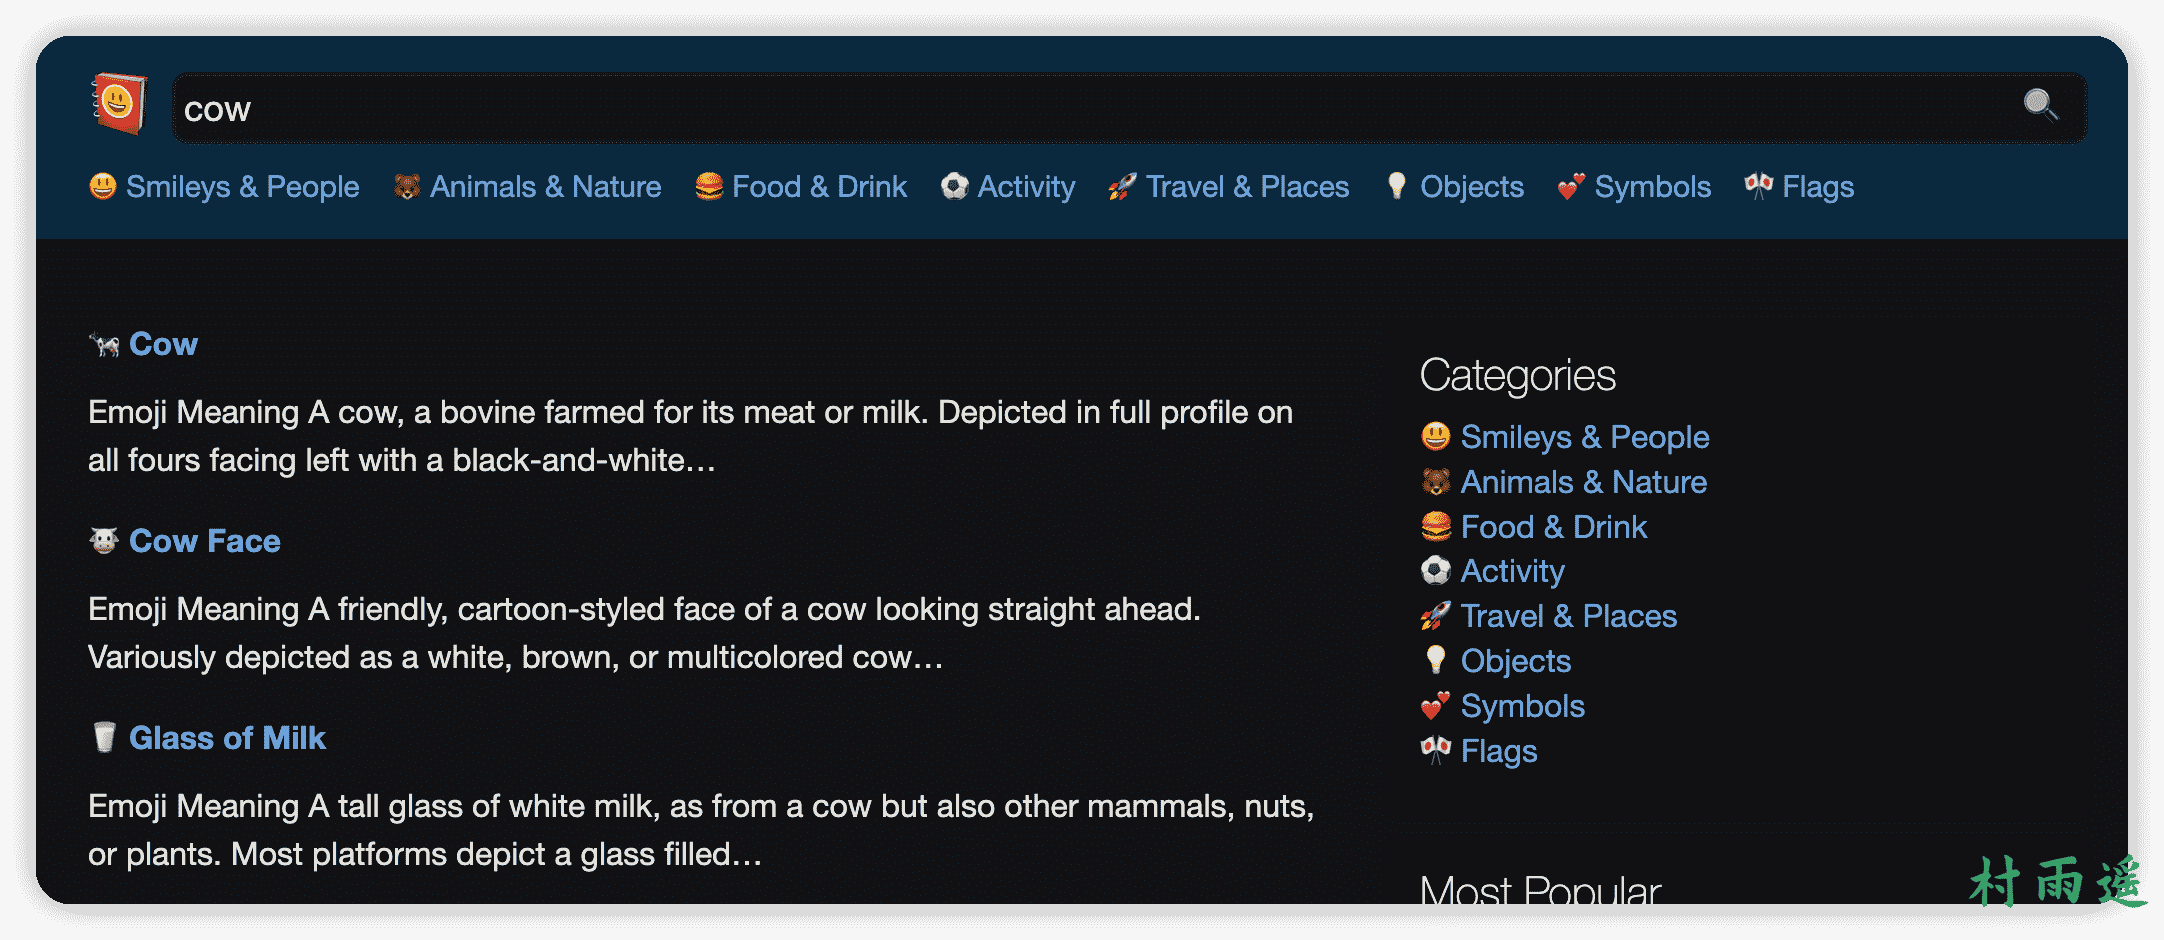 cow
Smileys & People Animals & Nature Food & Drink Activity Travel & Places Objects Symbols Flags
Cow
Emoji Meaning A cow, a bovine farmed for its meat or milk. Depicted in full profile on
all fours facing left with a black-and-white…
Cow Face
Emoji Meaning A friendly, cartoon-styled face of a cow looking straight ahead.
Variously depicted as a white, brown, or multicolored cow…
Glass of Milk
Emoji Meaning A tall glass of white milk, as from a cow but also other mammals, nuts,
or plants. Most platforms depict a glass filled…
Categories
Smileys & People
Animals & Nature
Food & Drink
Activity
Travel & Places
Objects
Symbols
Flags
Most Popular
村雨遥